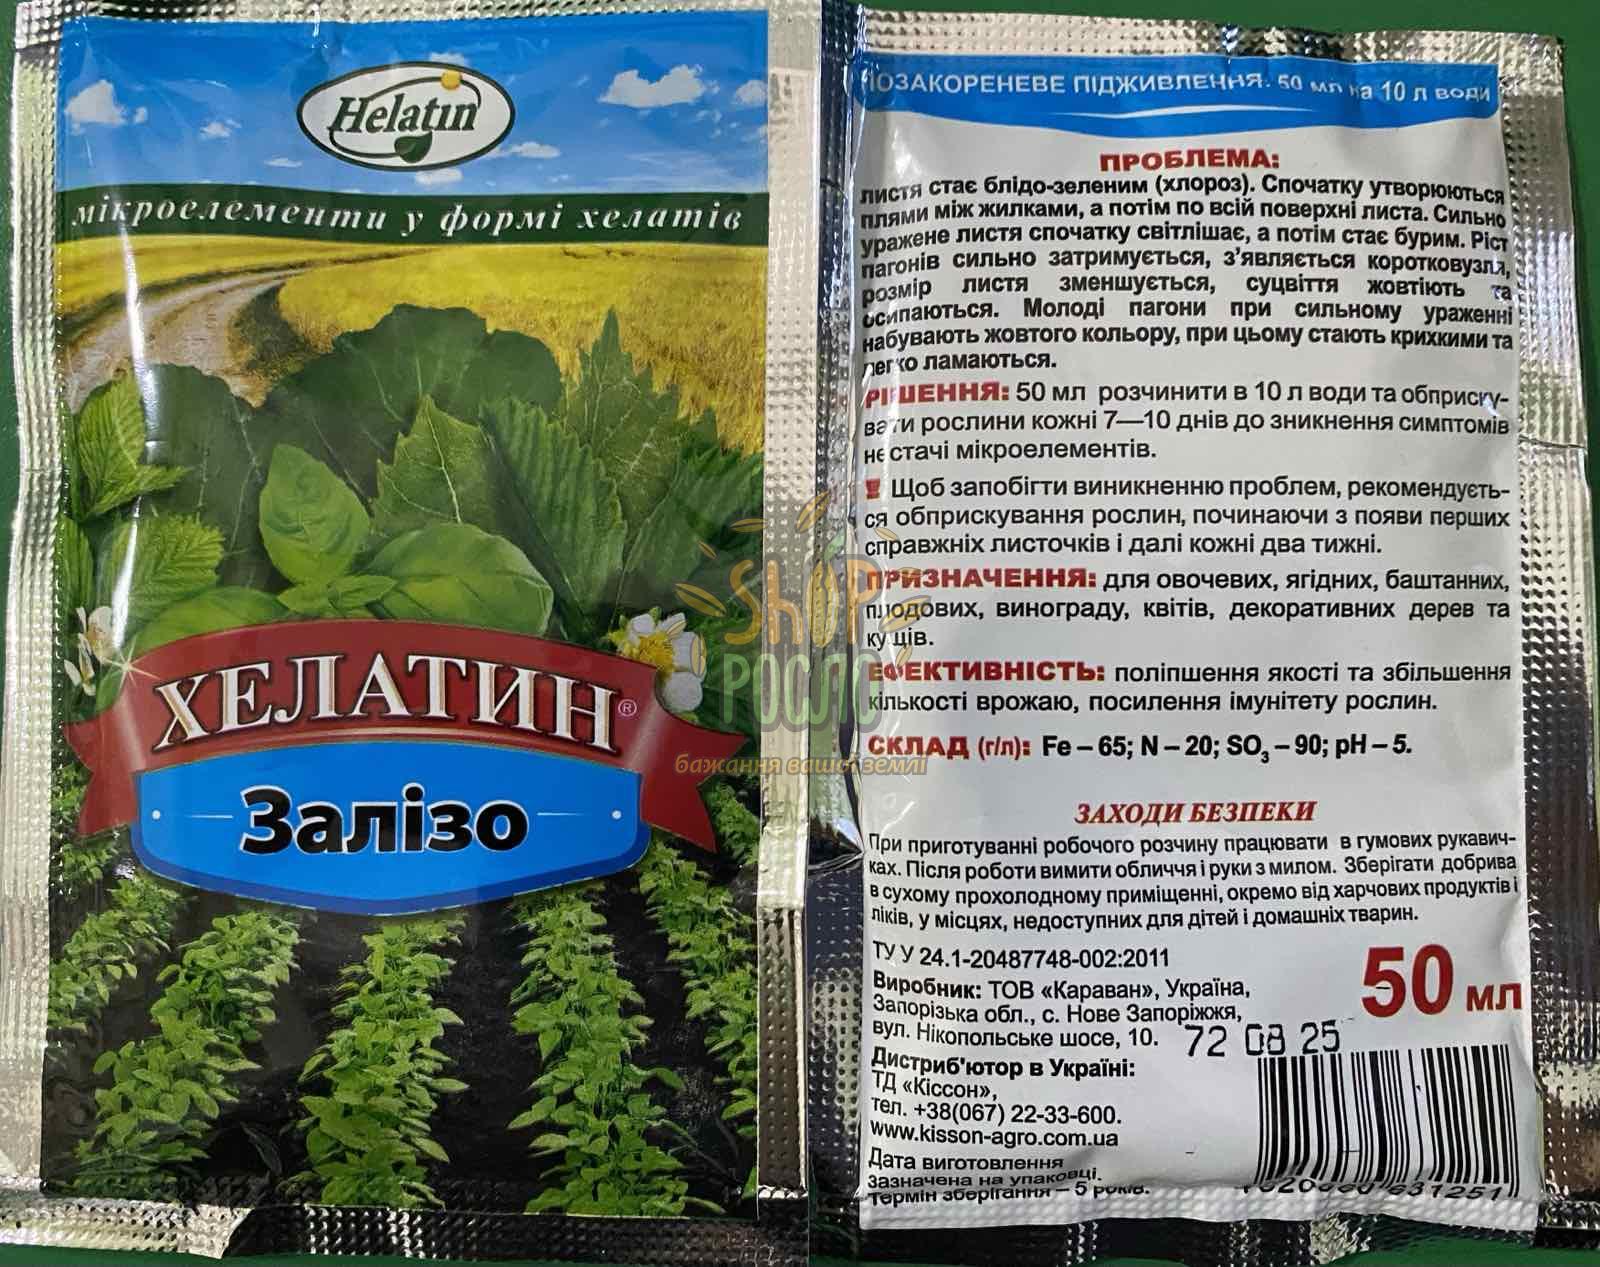 Helatin
мікроелементи у формі хелатів
ХЕЛАТИН®
Залізо
ПОЗАКОРЕНЕВЕ ПІДЖИВЛЕННЯ: 50 мл на 10 л води
ПРОБЛЕМА:
листя стає блідо-зеленим (хлороз). Спочатку утворюються
плями між жилками, а потім по всій поверхні листа. Сильно
уражене листя спочатку світлішає, а потім стає бурим. Ріст
пагонів сильно затримується, з’являється коротковузля,
розмір листя зменшується, суцвіття жовтіють та
осипаються. Молоді пагони при сильному ураженні
набувають жовтого кольору, при цьому стають крихкими та
легко ламаються.
РІШЕННЯ: 50 мл розчинити в 10 л води та обприску-
вати рослини кожні 7—10 днів до зникнення симптомів
нестачі мікроелементів.
! Щоб запобігти виникненню проблем, рекомендуєть-
ся обприскування рослин, починаючи з появи перших
справжніх листочків і далі кожні два тижні.
ПРИЗНАЧЕННЯ: для овочевих, ягідних, баштанних,
плодових, винограду, квітів, декоративних дерев та
кущів.
ЕФЕКТИВНІСТЬ: поліпшення якості та збільшення
кількості врожаю, посилення імунітету рослин.
СКЛАД (г/л): Fe – 65; N – 20; SO₃ – 90; pH – 5.
ЗАХОДИ БЕЗПЕКИ
При приготуванні робочого розчину працювати в гумових рукавич-
ках. Після роботи вимити обличчя і руки з милом. Зберігати добрива
в сухому прохолодному приміщенні, окремо від харчових продуктів і
ліків, у місцях, недоступних для дітей і домашніх тварин.
ТУ У 24.1-20487748-002:2011
Виробник: ТОВ «Караван», Україна,
Запорізька обл., с. Нове Запоріжжя,
вул. Нікопольське шосе, 10.
50 мл
72 08 25
Дистриб'ютор в Україні:
ТД «Кіссон»,
тел. +38(067) 22-33-600.
www.kisson-agro.com.ua
Дата виготовлення
зазначена на упаковці.
Термін зберігання – 5 років.
SHOP
РОСЛО
бажання вашої землі